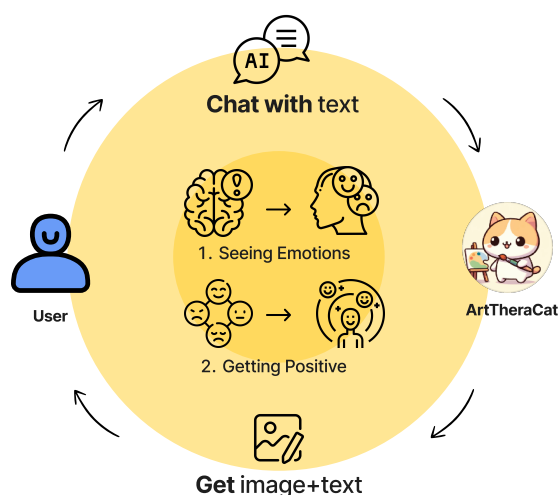 AI
Chat with text
1. Seeing Emotions
User
ArtTheraCat
2. Getting Positive
Get image+text